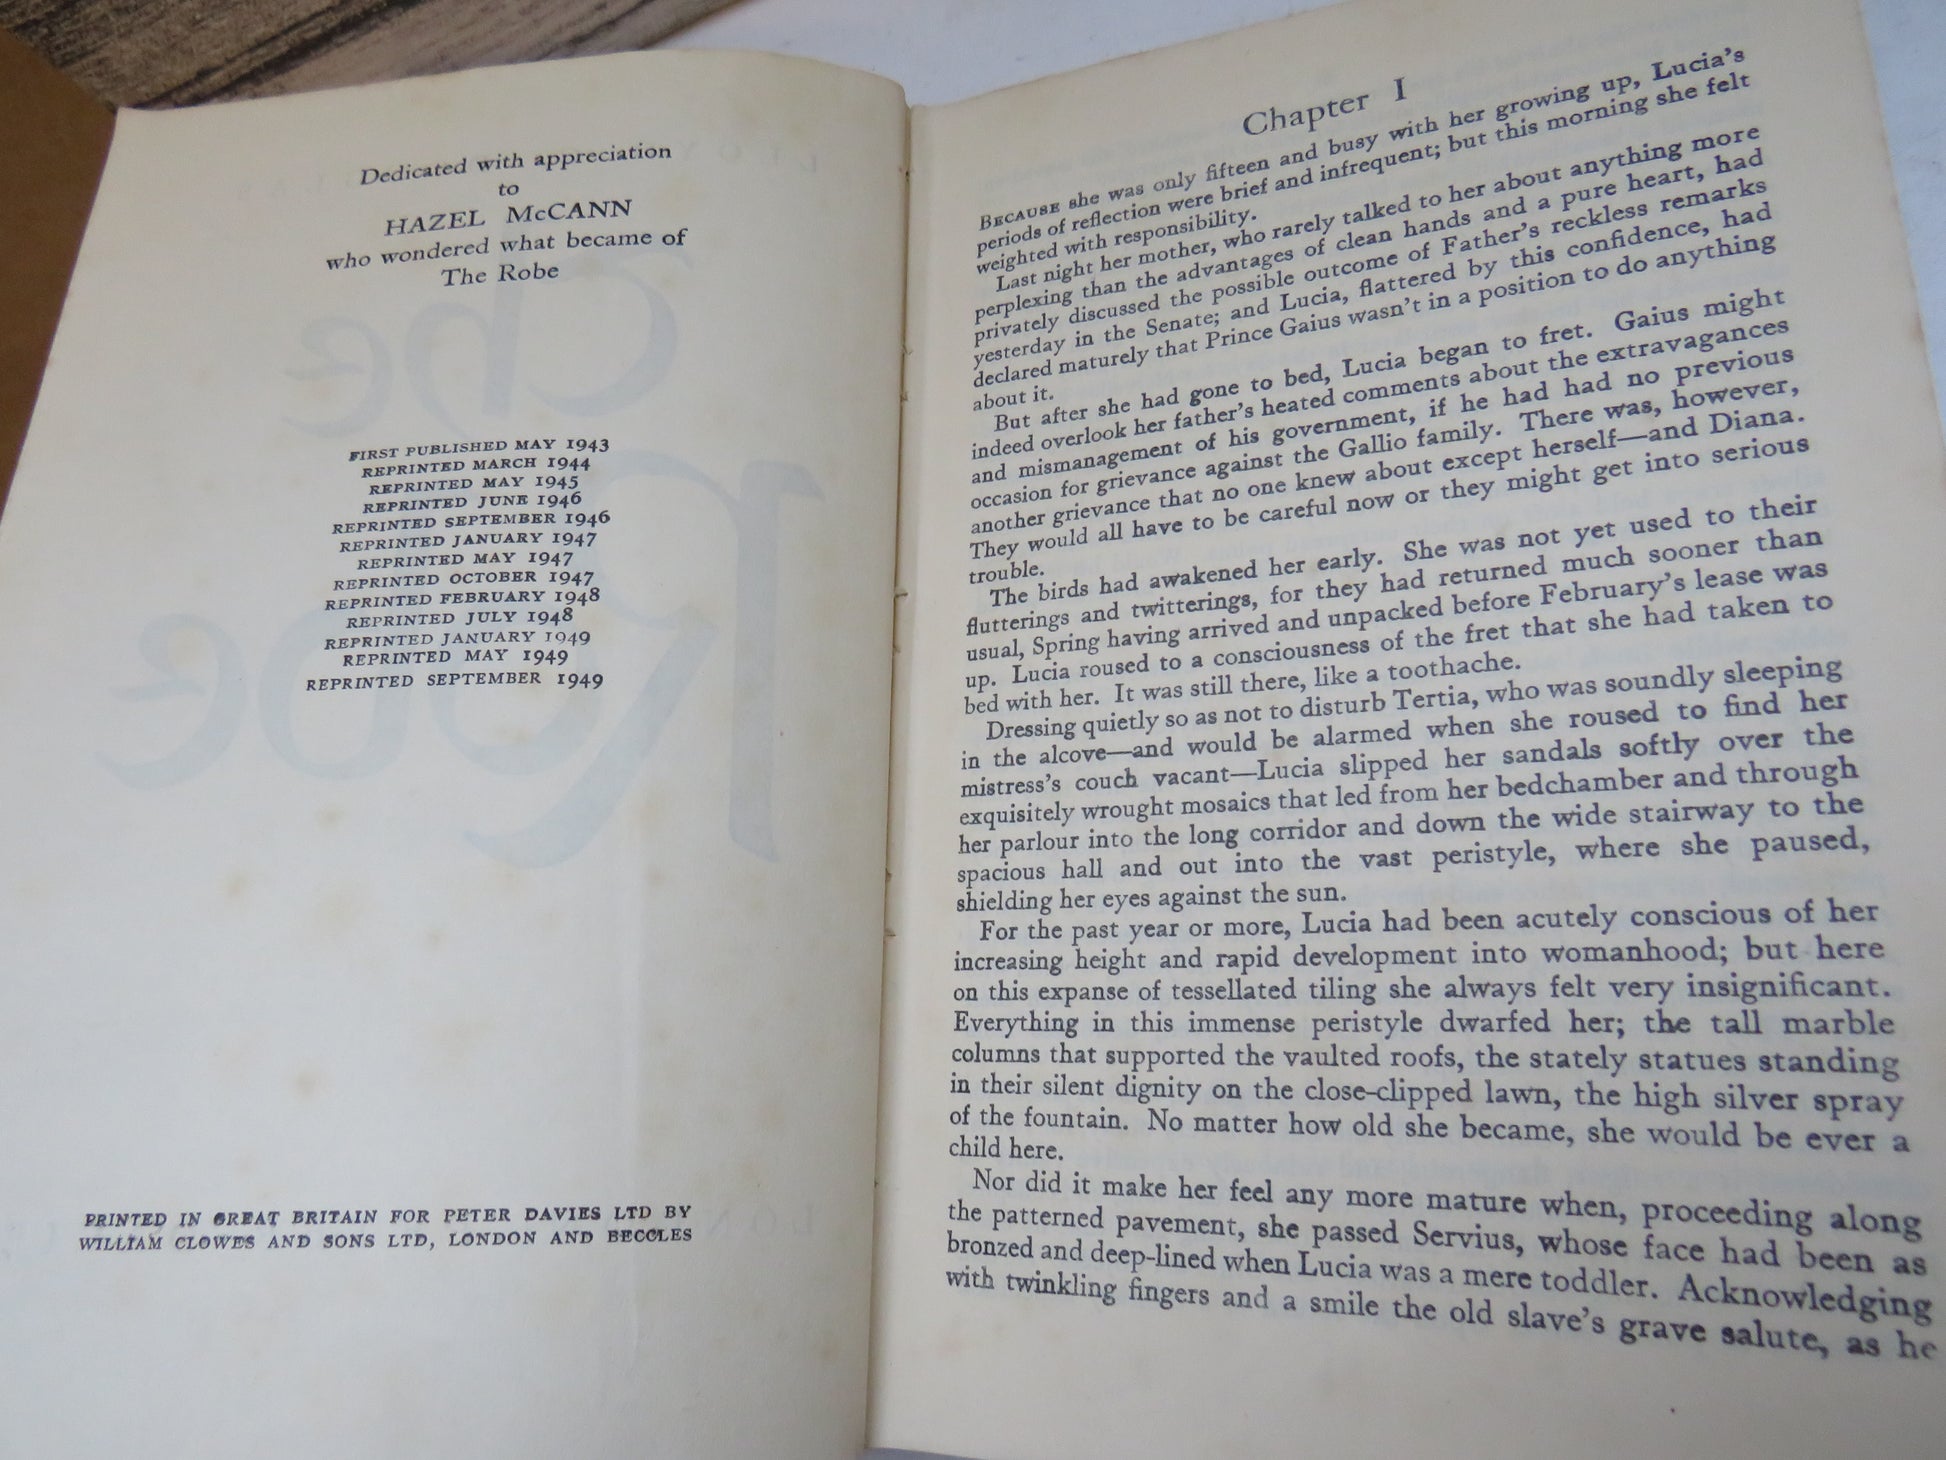 Dedicated with appreciation
to
HAZEL McCANN
who wondered what became of
The Robe
FIRST PUBLISHED MAY 1943
REPRINTED MARCH 1944
REPRINTED MAY 1945
REPRINTED JUNE 1946
REPRINTED SEPTEMBER 1946
REPRINTED JANUARY 1947
REPRINTED MAY 1947
REPRINTED OCTOBER 1947
REPRINTED FEBRUARY 1948
REPRINTED JULY 1948
REPRINTED JANUARY 1949
REPRINTED MAY 1949
REPRINTED SEPTEMBER 1949
PRINTED IN GREAT BRITAIN FOR PETER DAVIES LTD BY
WILLIAM CLOWES AND SONS LTD, LONDON AND BECCLES
Chapter I
BECAUSE she was only fifteen and busy with her growing up, Lucia's
periods of reflection were brief and infrequent; but this morning she felt
weighted with responsibility.
Last night her mother, who rarely talked to her about anything more
perplexing than the advantages of clean hands and a pure heart, had
privately discussed the possible outcome of Father's reckless remarks
yesterday in the Senate; and Lucia, flattered by this confidence, had
declared maturely that Prince Gaius wasn't in a position to do anything
about it.
But after she had gone to bed, Lucia began to fret. Gaius might
indeed overlook her father's heated comments about the extravagances
and mismanagement of his government, if he had had no previous
occasion for grievance against the Gallio family. There was, however,
another grievance that no one knew about except herself—and Diana.
They would all have to be careful now or they might get into serious
trouble.
The birds had awakened her early. She was not yet used to their
flutterings and twitterings, for they had returned much sooner than
usual, Spring having arrived and unpacked before February's lease was
up. Lucia roused to a consciousness of the fret that she had taken to
bed with her. It was still there, like a toothache.
Dressing quietly so as not to disturb Tertia, who was soundly sleeping
in the alcove—and would be alarmed when she roused to find her
mistress's couch vacant—Lucia slipped her sandals softly over the
exquisitely wrought mosaics that led from her bedchamber and through
her parlour into the long corridor and down the wide stairway to the
spacious hall and out into the vast peristyle, where she paused,
shielding her eyes against the sun.
For the past year or more, Lucia had been acutely conscious of her
increasing height and rapid development into womanhood; but here
on this expanse of tessellated tiling she always felt very insignificant.
Everything in this immense peristyle dwarfed her; the tall marble
columns that supported the vaulted roofs, the stately statues standing
in their silent dignity on the close-clipped lawn, the high silver spray
of the fountain. No matter how old she became, she would be ever a
child here.
Nor did it make her feel any more mature when, proceeding along
the patterned pavement, she passed Servius, whose face had been as
bronzed and deep-lined when Lucia was a mere toddler. Acknowledging
with twinkling fingers and a smile the old slave's grave salute, as he